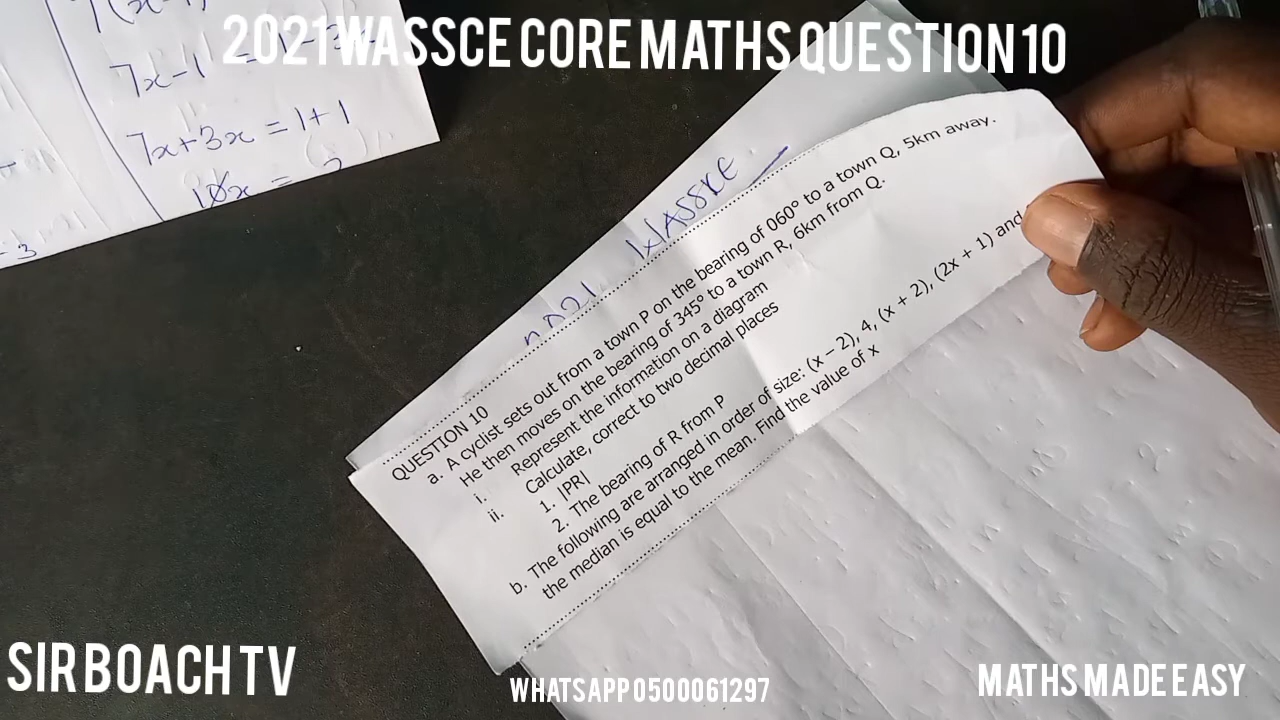 2021 WASSCE CORE MATHS QUESTION 10
7x-1
7x+3x = 1+1
10x =
2021 WASSCE
QUESTION 10
a. A cyclist sets out from a town P on the bearing of 060° to a town Q, 5km away.
He then moves on the bearing of 345° to a town R, 6km from Q.
i. Represent the information on a diagram
ii. Calculate, correct to two decimal places
1. |PR|
2. The bearing of R from P
b. The following are arranged in order of size: (x – 2), 4, (x + 2), (2x + 1) and
the median is equal to the mean. Find the value of x
SIR BOACH TV
WHATSAPP 0500061297
MATHS MADE EASY